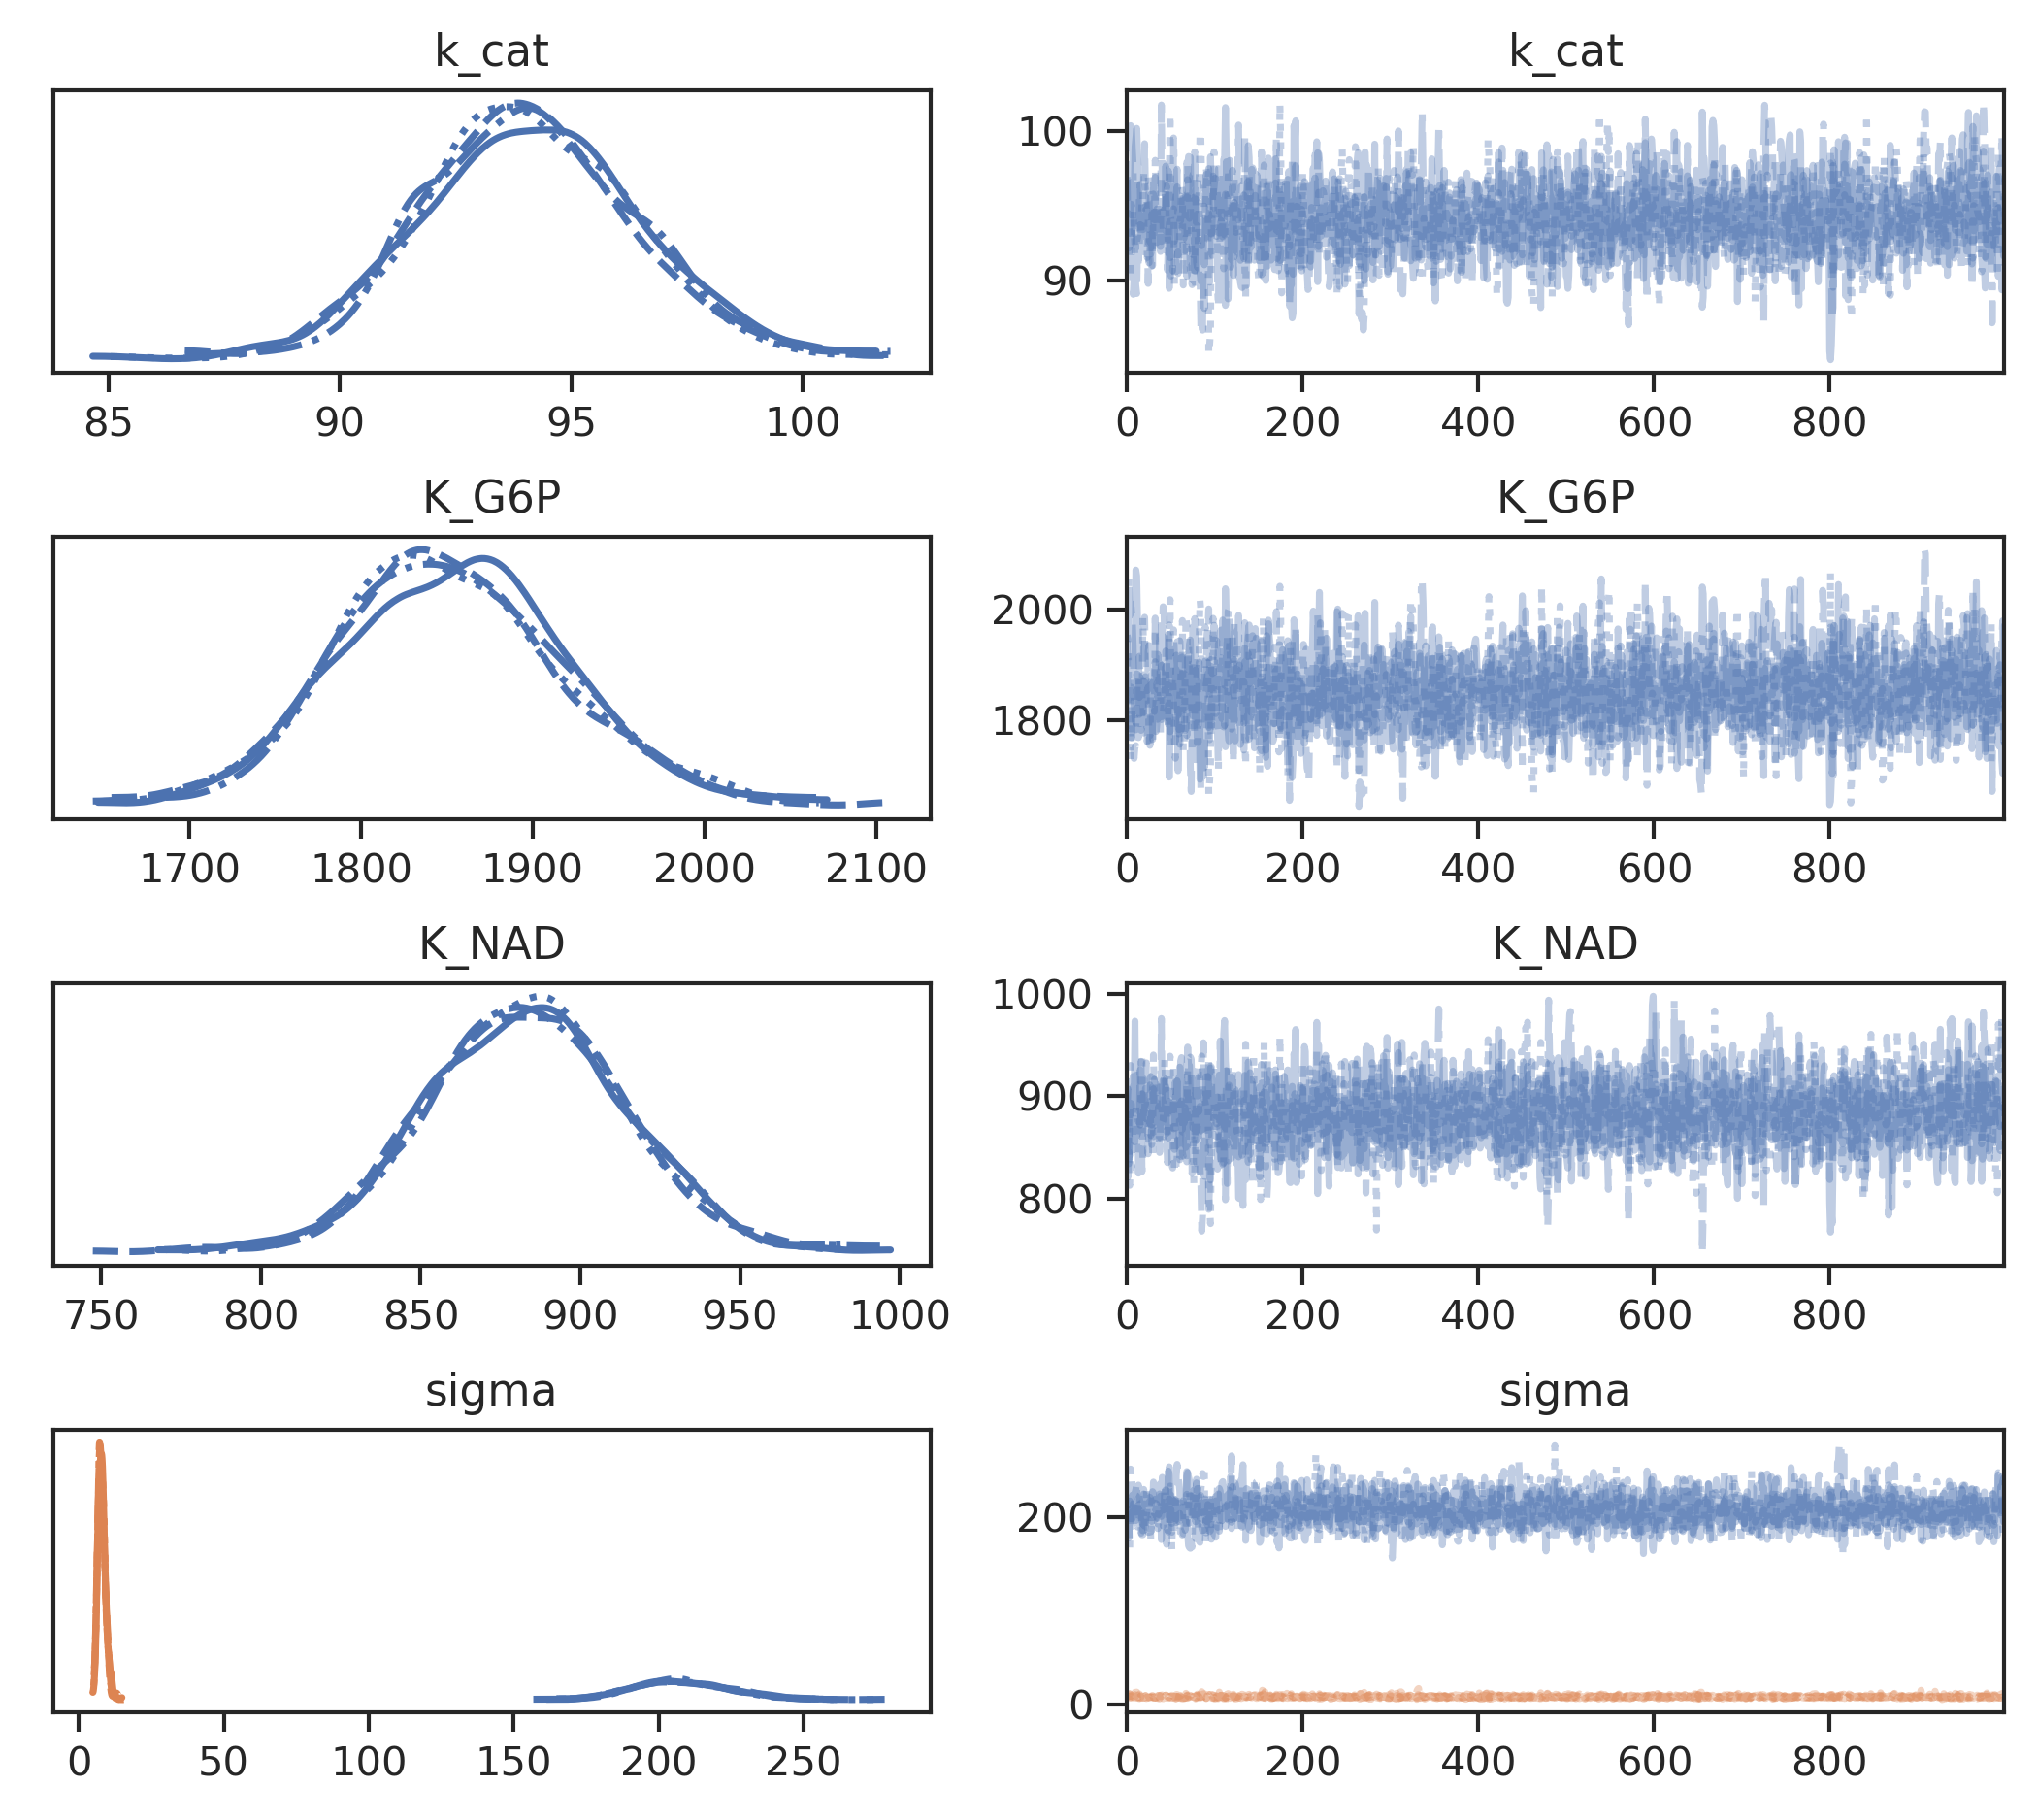 k_cat
k_cat
100
90
85 90 95 100
0 200 400 600 800
K_G6P
K_G6P
2000
1800
1700 1800 1900 2000 2100
0 200 400 600 800
K_NAD
K_NAD
1000
900
800
750 800 850 900 950 1000
0 200 400 600 800
sigma
sigma
200
0
0 50 100 150 200 250
0 200 400 600 800